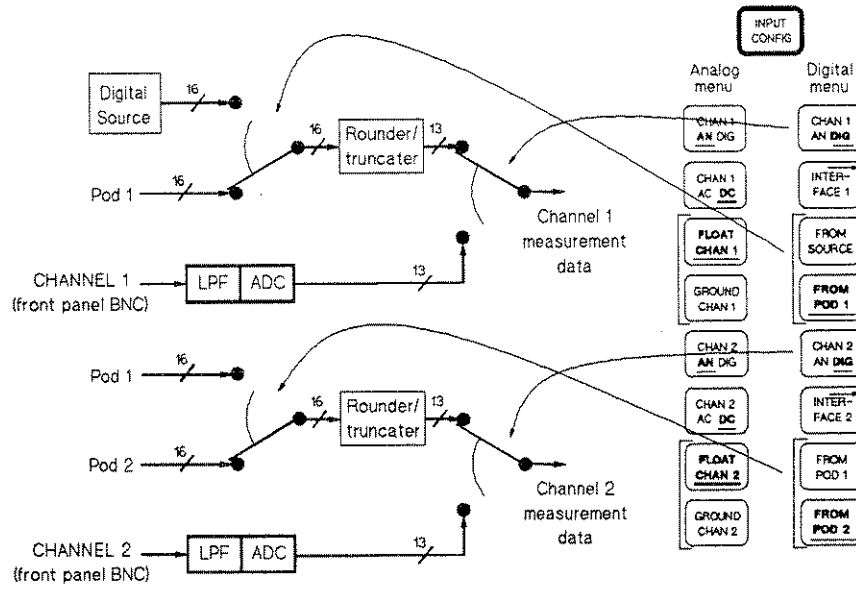 INPUT
CONFIG
Analog
menu
Digital
menu
Digital
Source
16
16
Rounder/
truncater
13
Pod 1
16
Channel 1
measurement
data
CHANNEL 1
(front panel BNC)
LPF
ADC
13
Pod 1
16
16
Rounder/
truncater
13
Pod 2
16
Channel 2
measurement
data
CHANNEL 2
(front panel BNC)
LPF
ADC
13
CHAN 1
AN DIG
CHAN 1
AC DC
FLOAT
CHAN 1
GROUND
CHAN 1
CHAN 2
AN DIG
CHAN 2
AC DC
FLOAT
CHAN 2
GROUND
CHAN 2
CHAN 1
AN DIG
INTER-
FACE 1
FROM
SOURCE
FROM
POD 1
CHAN 2
AN DIG
INTER-
FACE 2
FROM
POD 1
FROM
POD 2